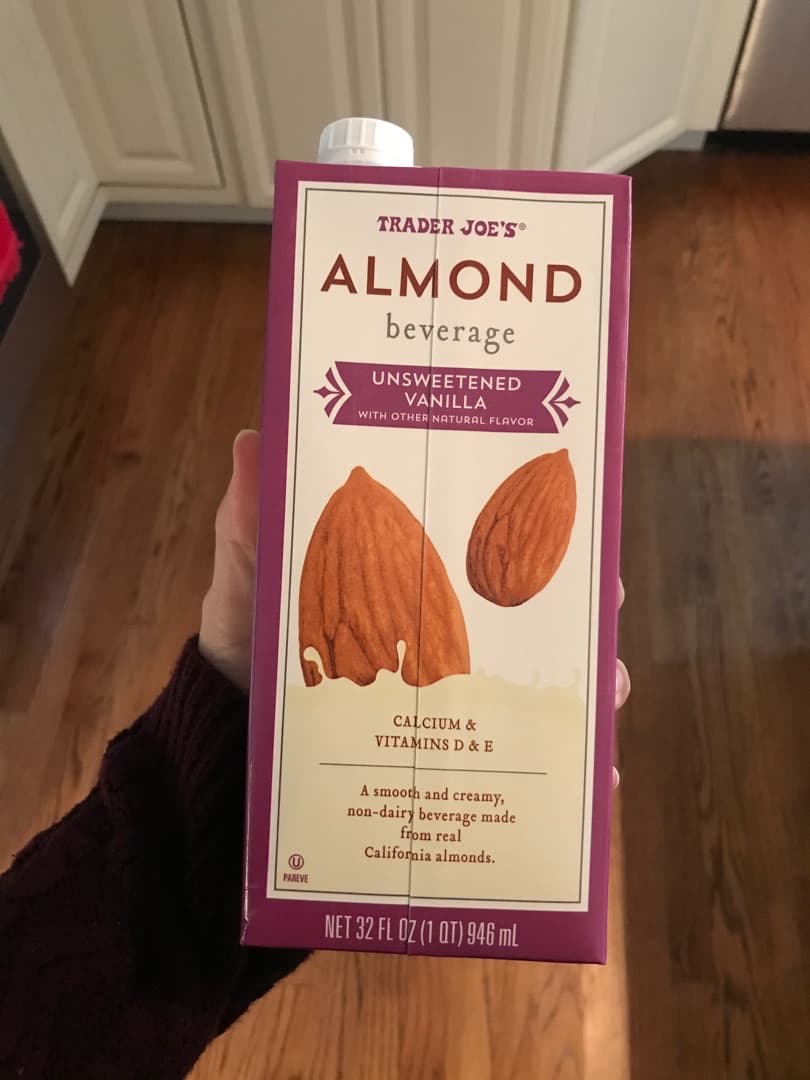 TRADER JOE'S®
ALMOND
beverage
UNSWEETENED
VANILLA
WITH OTHER NATURAL FLAVOR
CALCIUM &
VITAMINS D & E
A smooth and creamy,
non-dairy beverage made
from real
California almonds.
U
PAREVE
NET 32 FL OZ (1 QT) 946 mL